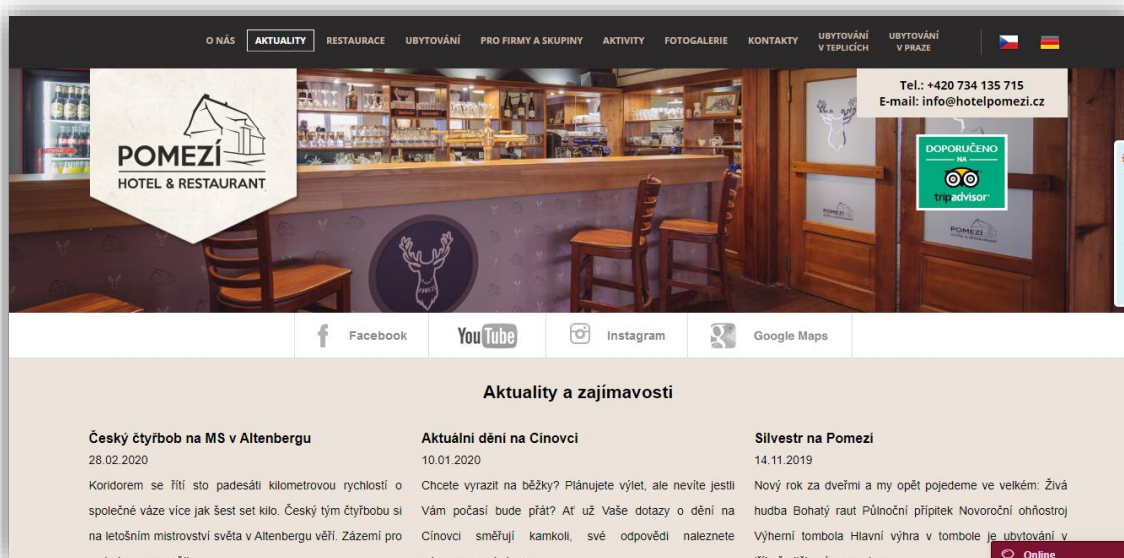 O NÁS AKTUALITY RESTAURACE UBYTOVÁNÍ PRO FIRMY A SKUPINY AKTIVITY FOTOGALERIE KONTAKTY UBYTOVÁNÍ V TEPLICÍCH UBYTOVÁNÍ V PRAZE
Tel.: +420 734 135 715
E-mail: info@hotelpomezi.cz
POMEZÍ
HOTEL & RESTAURANT
DOPORUČENO
NA
tripadvisor
POMEZÍ
POMEZÍ
POMEZÍ
Facebook YouTube Instagram Google Maps
Aktuality a zajímavosti
Český čtyřbob na MS v Altenbergu
28.02.2020
Koridorem se řítí sto padesáti kilometrovou rychlostí o
společné váze více jak šest set kilo. Český tým čtyřbobu si
na letošním mistrovství světa v Altenbergu věří. Zázemí pro
Aktuální dění na Cínovci
10.01.2020
Chcete vyrazit na běžky? Plánujete výlet, ale nevíte jestli
Vám počasí bude přát? Ať už Vaše dotazy o dění na
Cínovci směřují kamkoli, své odpovědi naleznete
Silvestr na Pomezí
14.11.2019
Nový rok za dveřmi a my opět pojedeme ve velkém: Živá
hudba Bohatý raut Půlnoční přípitek Novoroční ohňostroj
Výherní tombola Hlavní výhra v tombole je ubytování v
Online